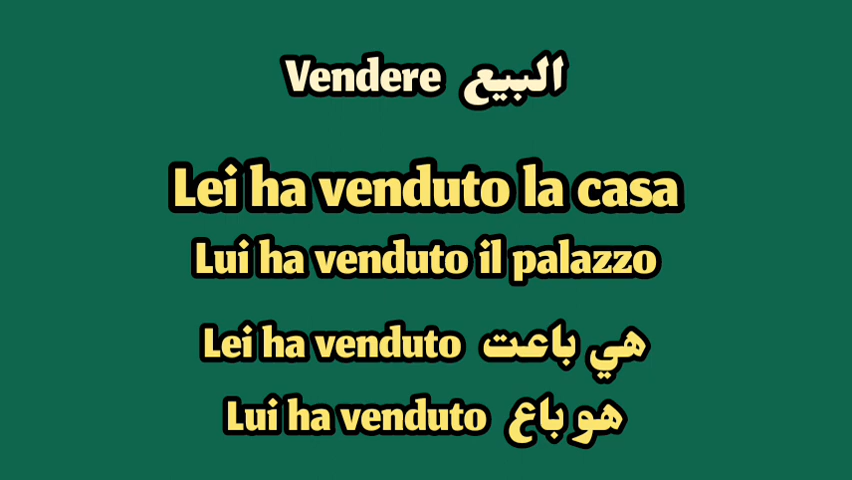 Vendere البيع
Lei ha venduto la casa
Lui ha venduto il palazzo
Lei ha venduto هي باعت
Lui ha venduto هو باع